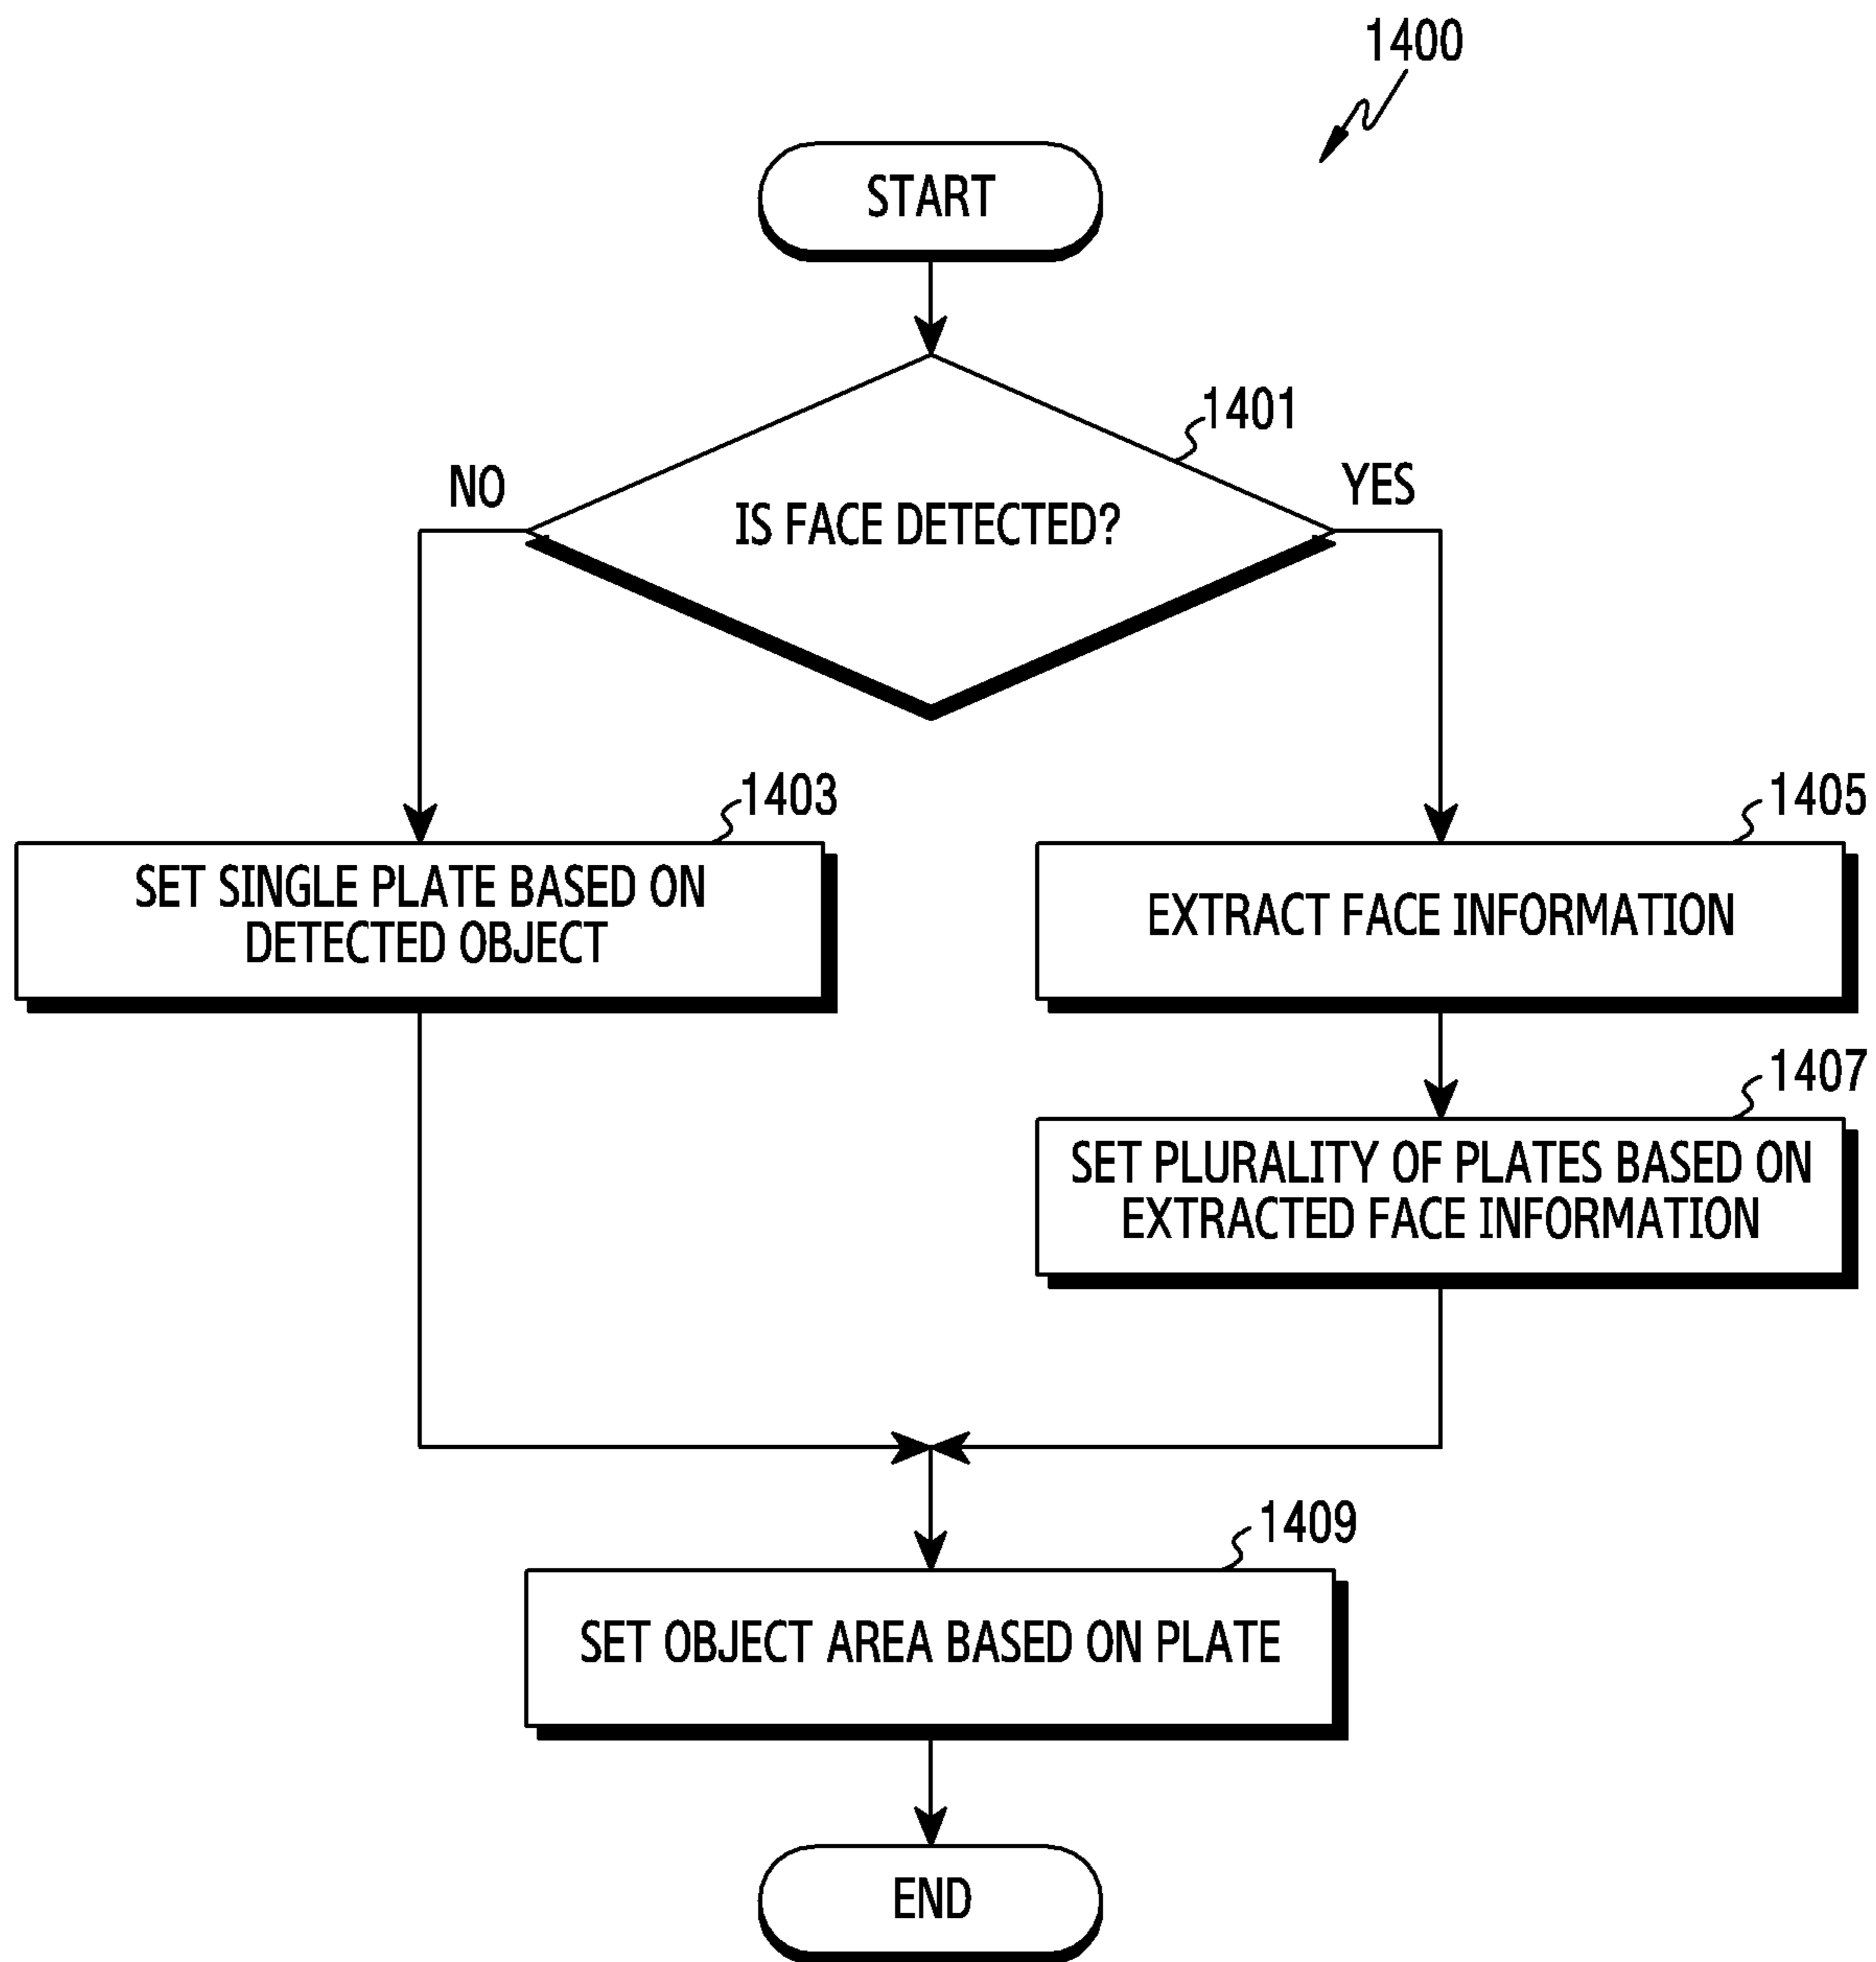 1400
START
1401
NO
YES
IS FACE DETECTED?
1403
SET SINGLE PLATE BASED ON
DETECTED OBJECT
1405
EXTRACT FACE INFORMATION
1407
SET PLURALITY OF PLATES BASED ON
EXTRACTED FACE INFORMATION
1409
SET OBJECT AREA BASED ON PLATE
END